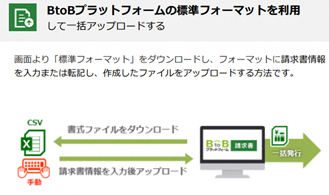 BtoBプラットフォームの標準フォーマットを利用
して一括アップロードする
画面より「標準フォーマット」をダウンロードし、フォーマットに請求書情報
を入力または転記し、作成したファイルをアップロードする方法です。
CSV
書式ファイルをダウンロード
手動
請求書情報を入力後アップロード
BtoB
プラットフォーム
請求書
一括発行